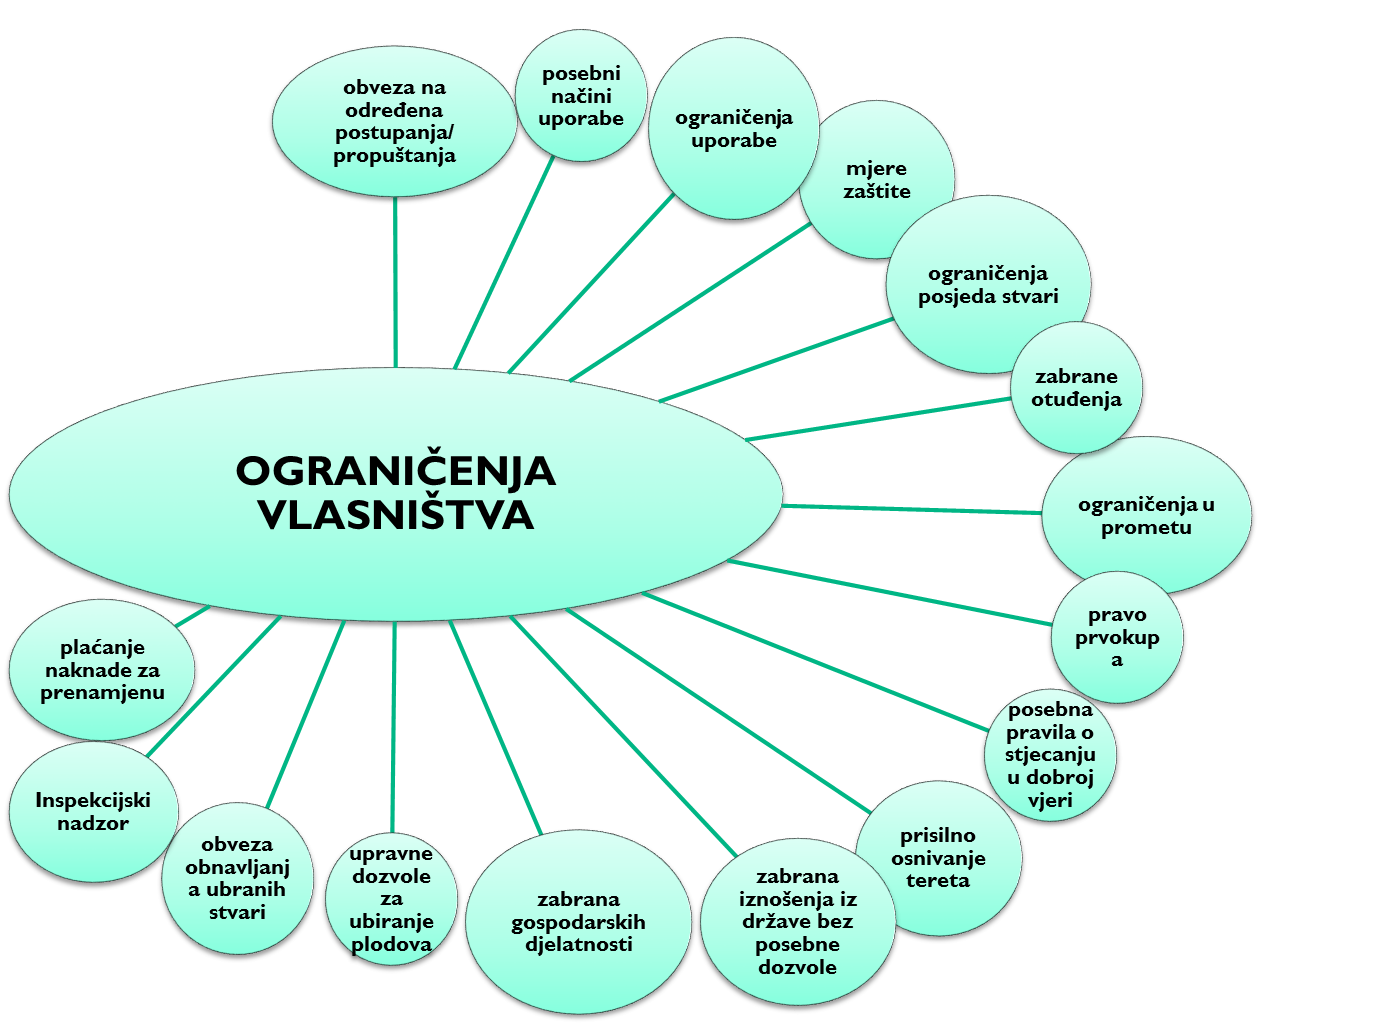 obveza na
određena
postupanja/
propuštanja
posebni
načini
uporabe
ograničenja
uporabe
mjere
zaštite
ograničenja
posjeda stvari
zabrane
otuđenja
ograničenja u
prometu
pravo
prvokup
a
posebna
pravila o
stjecanju
u dobroj
vjeri
prisilno
osnivanje
tereta
zabrana
iznošenja iz
države bez
posebne
dozvole
zabrana
gospodarskih
djelatnosti
upravne
dozvole
za
ubiranje
plodova
obveza
obnavljanj
a ubranih
stvari
Inspekcijski
nadzor
plaćanje
naknade za
prenamjenu
OGRANIČENJA
VLASNIŠTVA